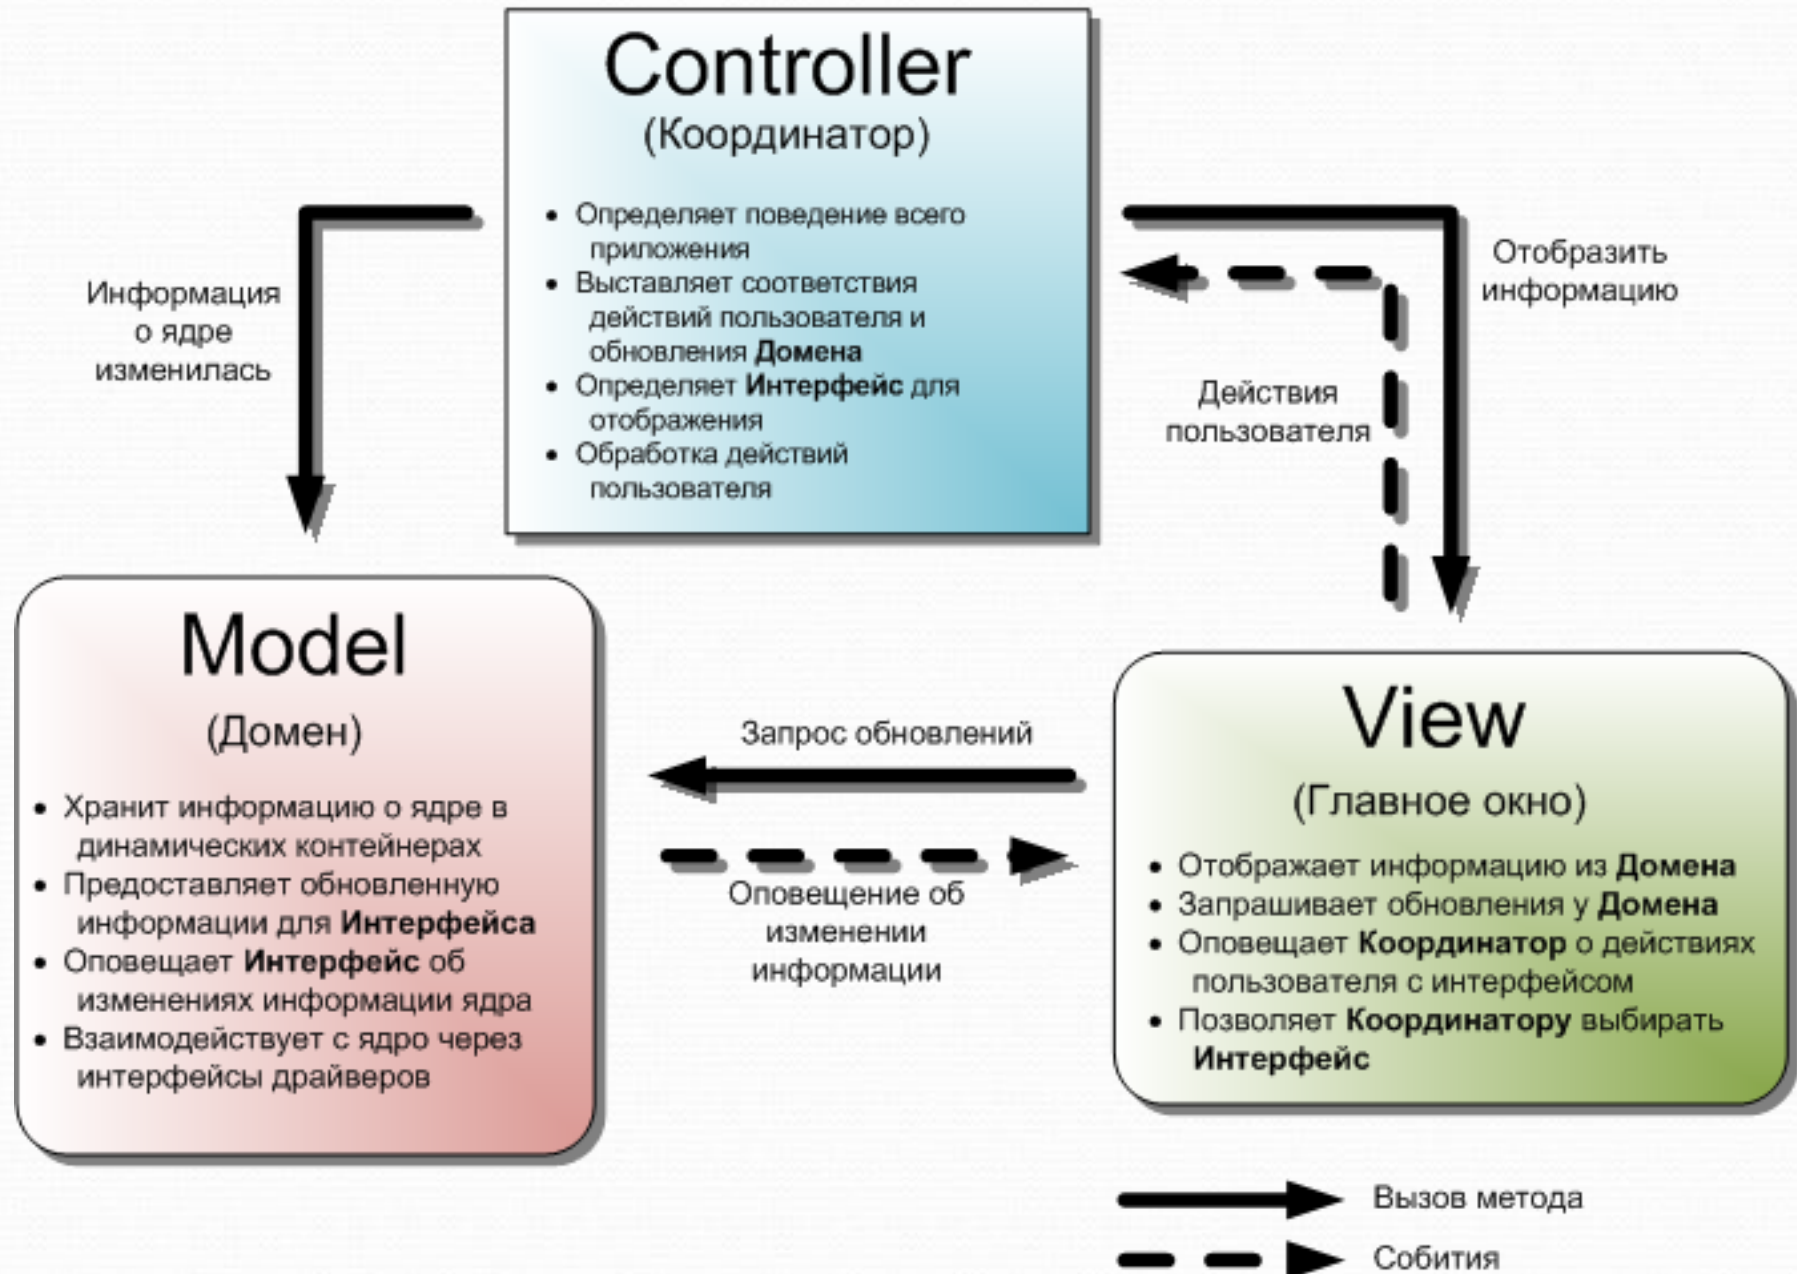 Controller
(Координатор)
• Определяет поведение всего
приложения
• Выставляет соответствия
действий пользователя и
обновления Домена
• Определяет Интерфейс для
отображения
• Обработка действий
пользователя
Информация
о ядре
изменилась
Отобразить
информацию
Действия
пользователя
Model
(Домен)
• Хранит информацию о ядре в
динамических контейнерах
• Предоставляет обновленную
информации для Интерфейса
• Оповещает Интерфейс об
изменениях информации ядра
• Взаимодействует с ядро через
интерфейсы драйверов
Запрос обновлений
Оповещение об
изменении
информации
View
(Главное окно)
• Отображает информацию из Домена
• Запрашивает обновления у Домена
• Оповещает Координатор о действиях
пользователя с интерфейсом
• Позволяет Координатору выбирать
Интерфейс
Вызов метода
Собития